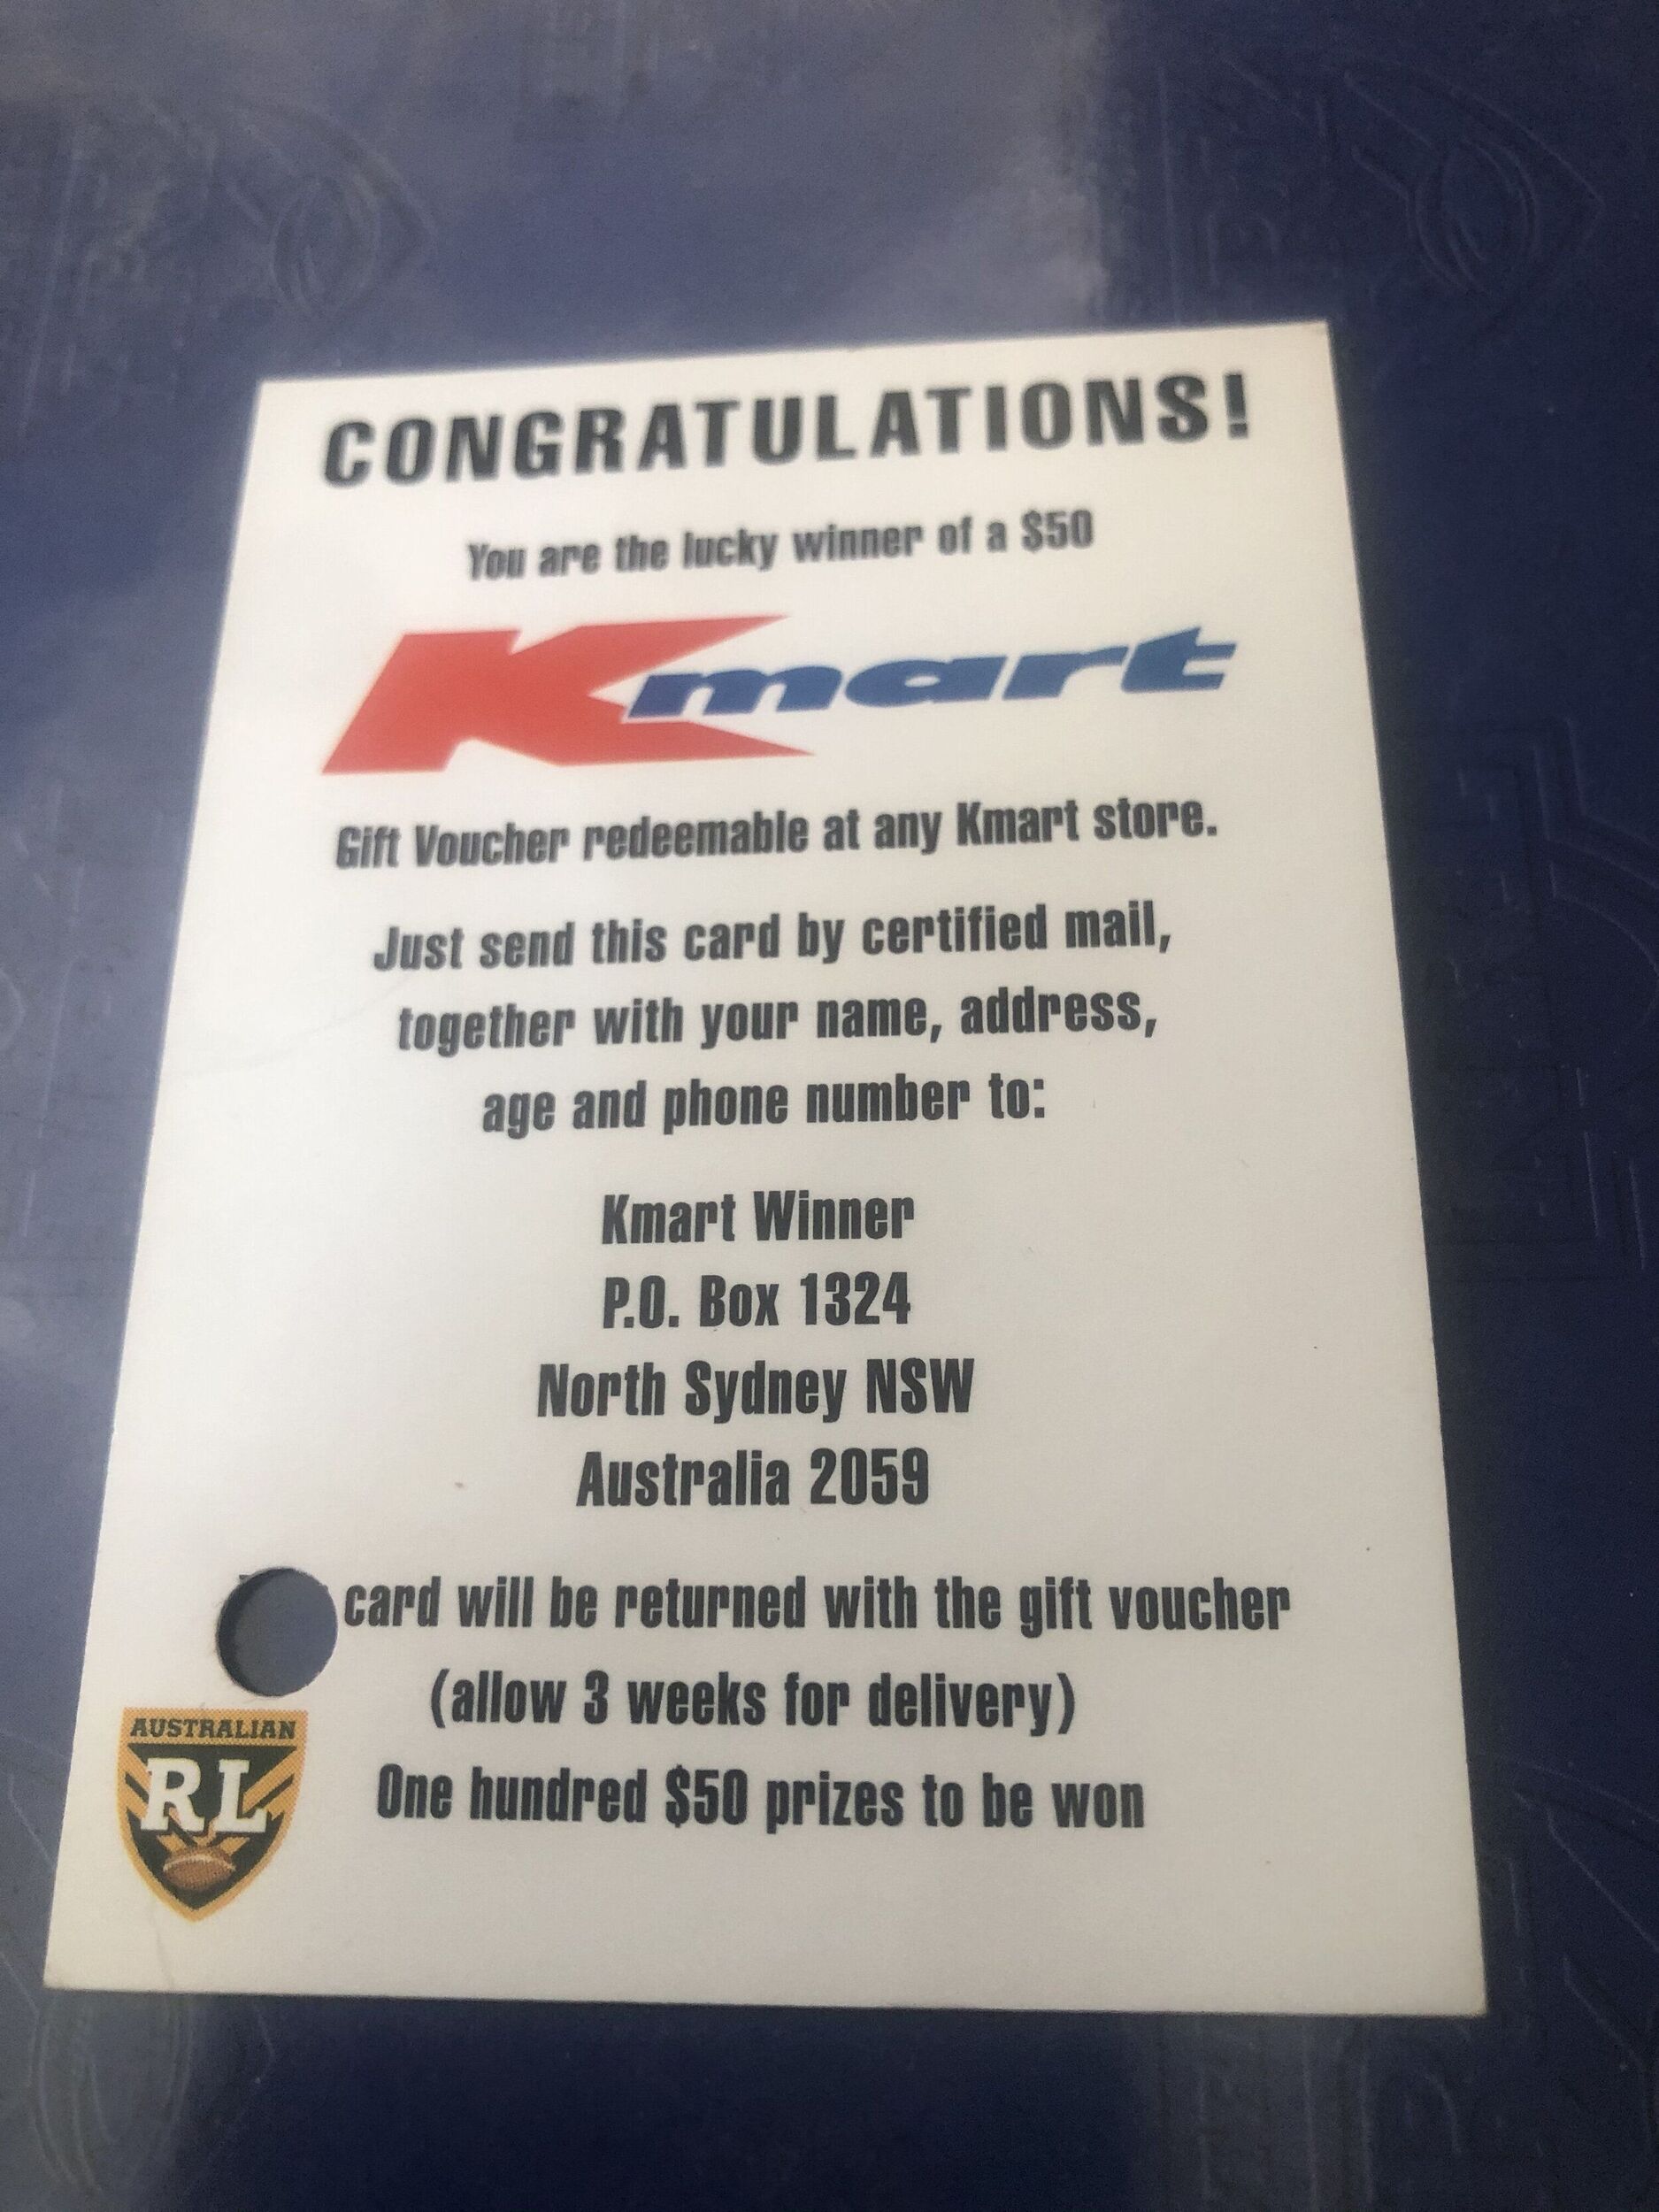 CONGRATULATIONS!
You are the lucky winner of a $50
Kmart
Gift Voucher redeemable at any Kmart store.
Just send this card by certified mail,
together with your name, address,
age and phone number to:
Kmart Winner
P.O. Box 1324
North Sydney NSW
Australia 2059
card will be returned with the gift voucher
(allow 3 weeks for delivery)
One hundred $50 prizes to be won
AUSTRALIAN
RL